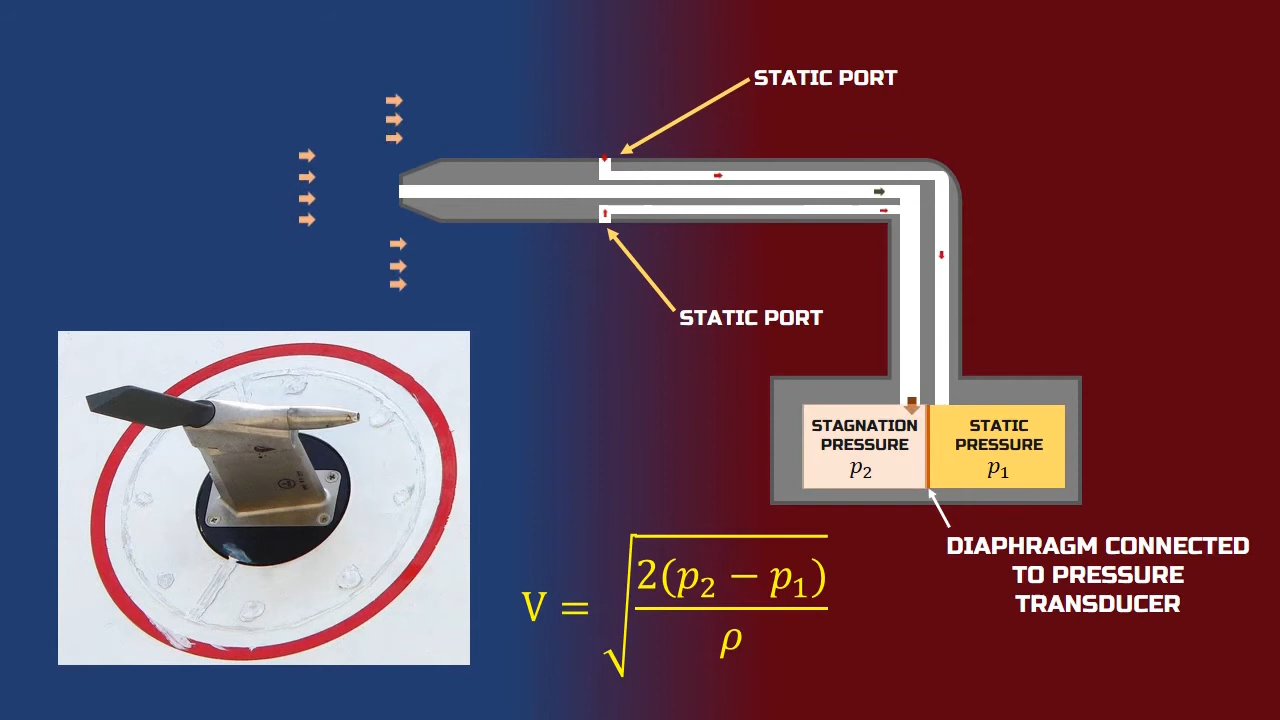 STATIC PORT
STATIC PORT
STAGNATION
PRESSURE
p₂
STATIC
PRESSURE
p₁
DIAPHRAGM CONNECTED
TO PRESSURE
TRANSDUCER
V = √(2(p₂ − p₁)/ρ)